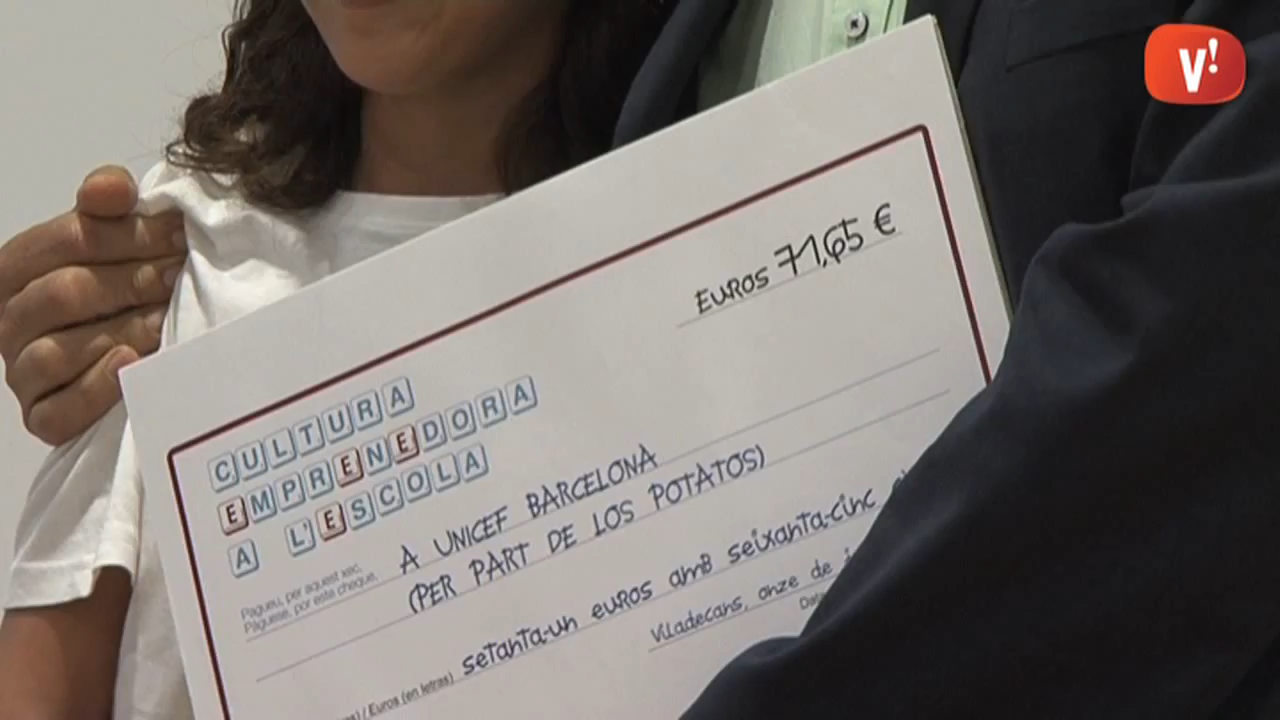 V!
EUROS 71,65 €
CULTURA
EMPRENEDORA
A L'ESCOLA
Pagueu, per aquest xec,
Páguese, por este cheque,
A UNICEF BARCELONA
(PER PART DE LOS POTATOS)
/ Euros (en letras) setanta-un euros amb seixanta-cinc
Viladecans, onze de